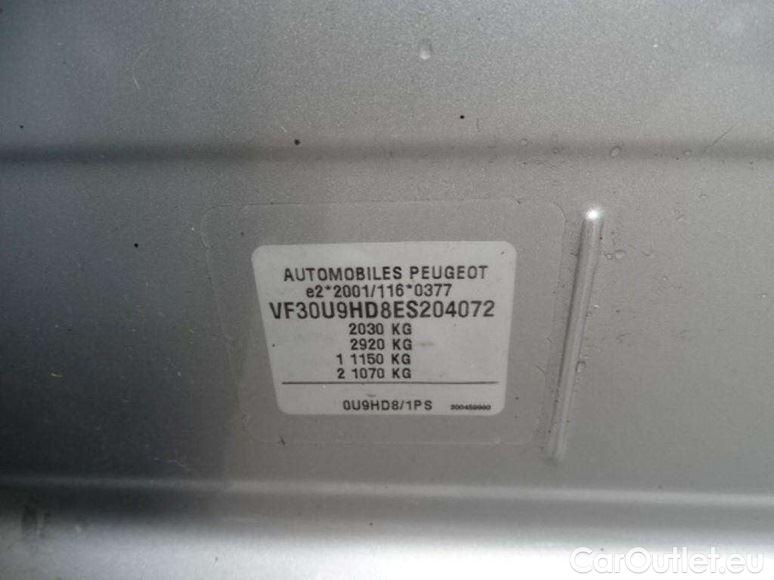 AUTOMOBILES PEUGEOT
e2*2001/116*0377
VF30U9HD8ES204072
2030 KG
2920 KG
1 1150 KG
2 1070 KG
0U9HD8/1PS
CarOutlet.eu